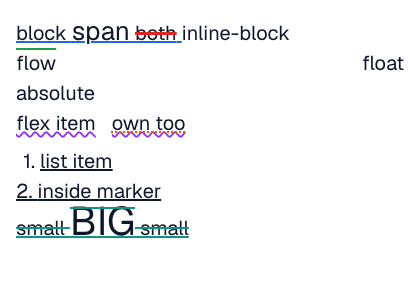 block span both inline-block
flow float
absolute
flex item own too
1. list item
2. inside marker
small BIG small